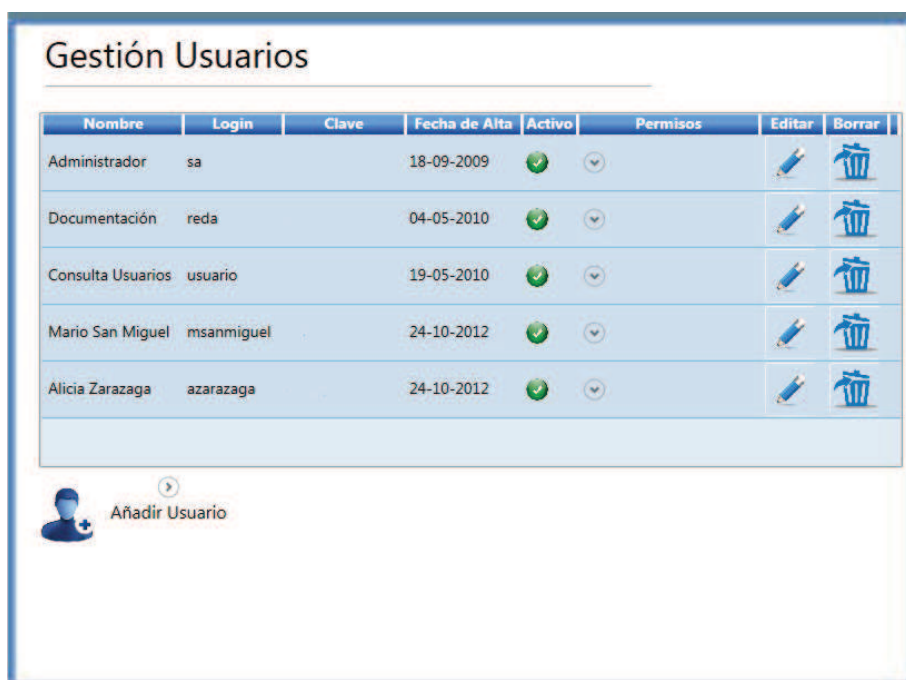 Gestión Usuarios
Nombre Login Clave Fecha de Alta Activo Permisos Editar Borrar
Administrador sa 18-09-2009
Documentación reda 04-05-2010
Consulta Usuarios usuario 19-05-2010
Mario San Miguel msanmiguel 24-10-2012
Alicia Zarazaga azarazaga 24-10-2012
Añadir Usuario